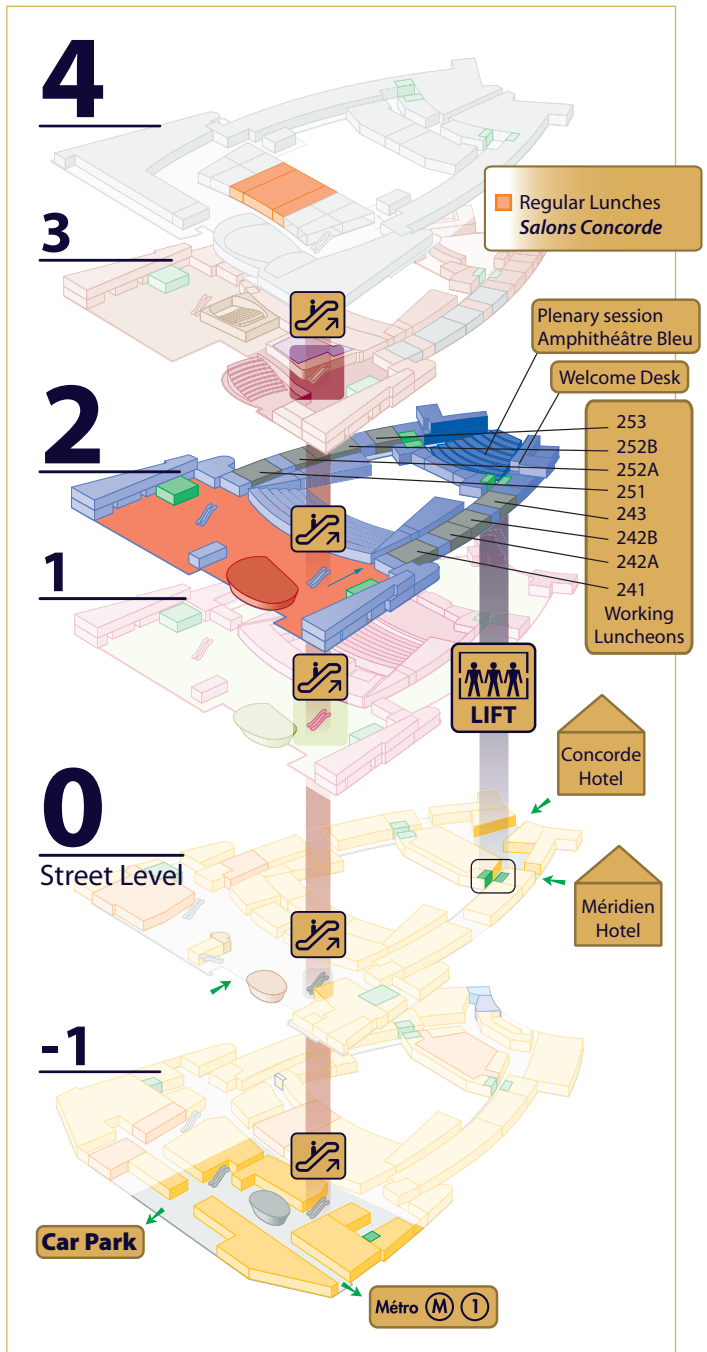 4
Regular Lunches
Salons Concorde
3
Plenary session
Amphithéâtre Bleu
Welcome Desk
2
253
252B
252A
251
243
242B
242A
241
Working
Luncheons
1
LIFT
Concorde
Hotel
0
Street Level
Méridien
Hotel
-1
Car Park
Métro M 1